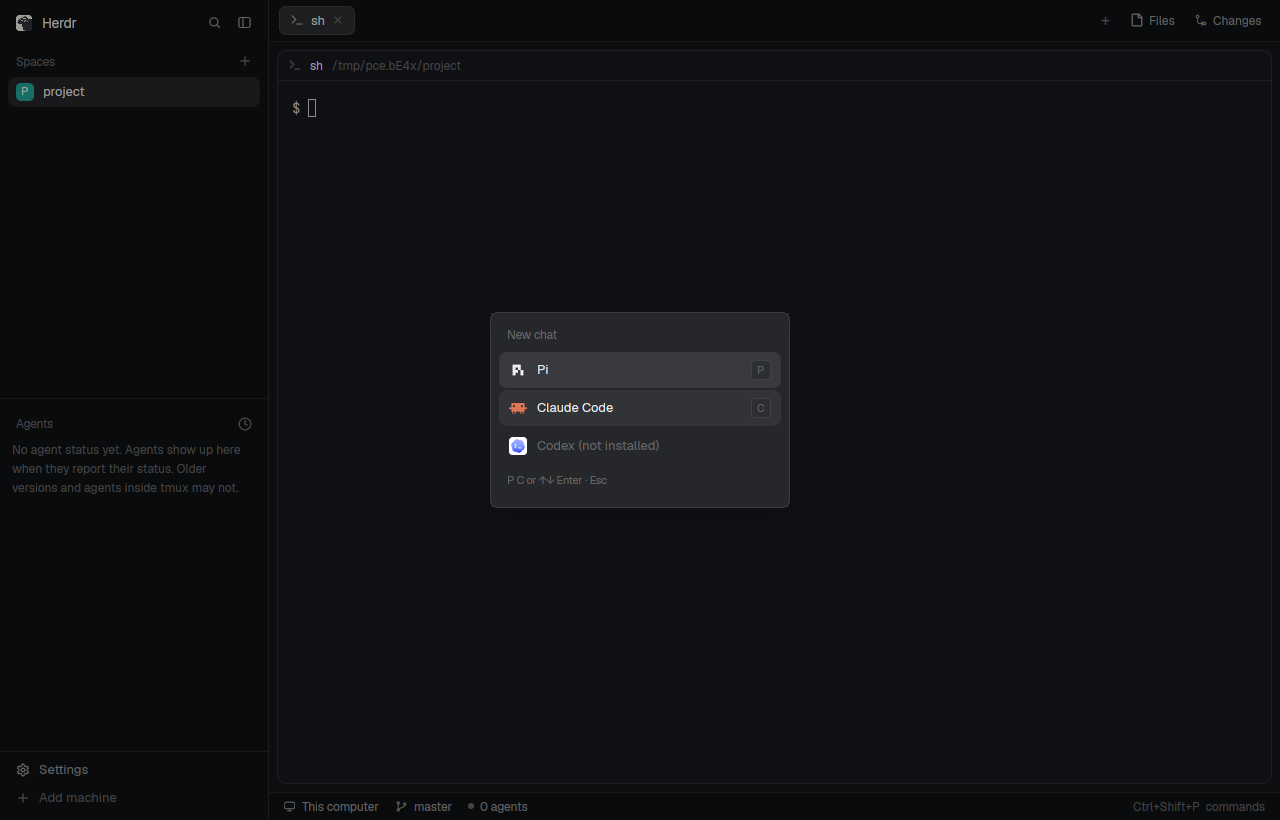 Herdr
Spaces
P project
Agents
No agent status yet. Agents show up here
when they report their status. Older
versions and agents inside tmux may not.
Settings
Add machine
sh
Files
Changes
sh /tmp/pce.bE4x/project
$
New chat
Pi P
Claude Code C
Codex (not installed)
P C or ↑↓ Enter · Esc
This computer
master
0 agents
Ctrl+Shift+P commands